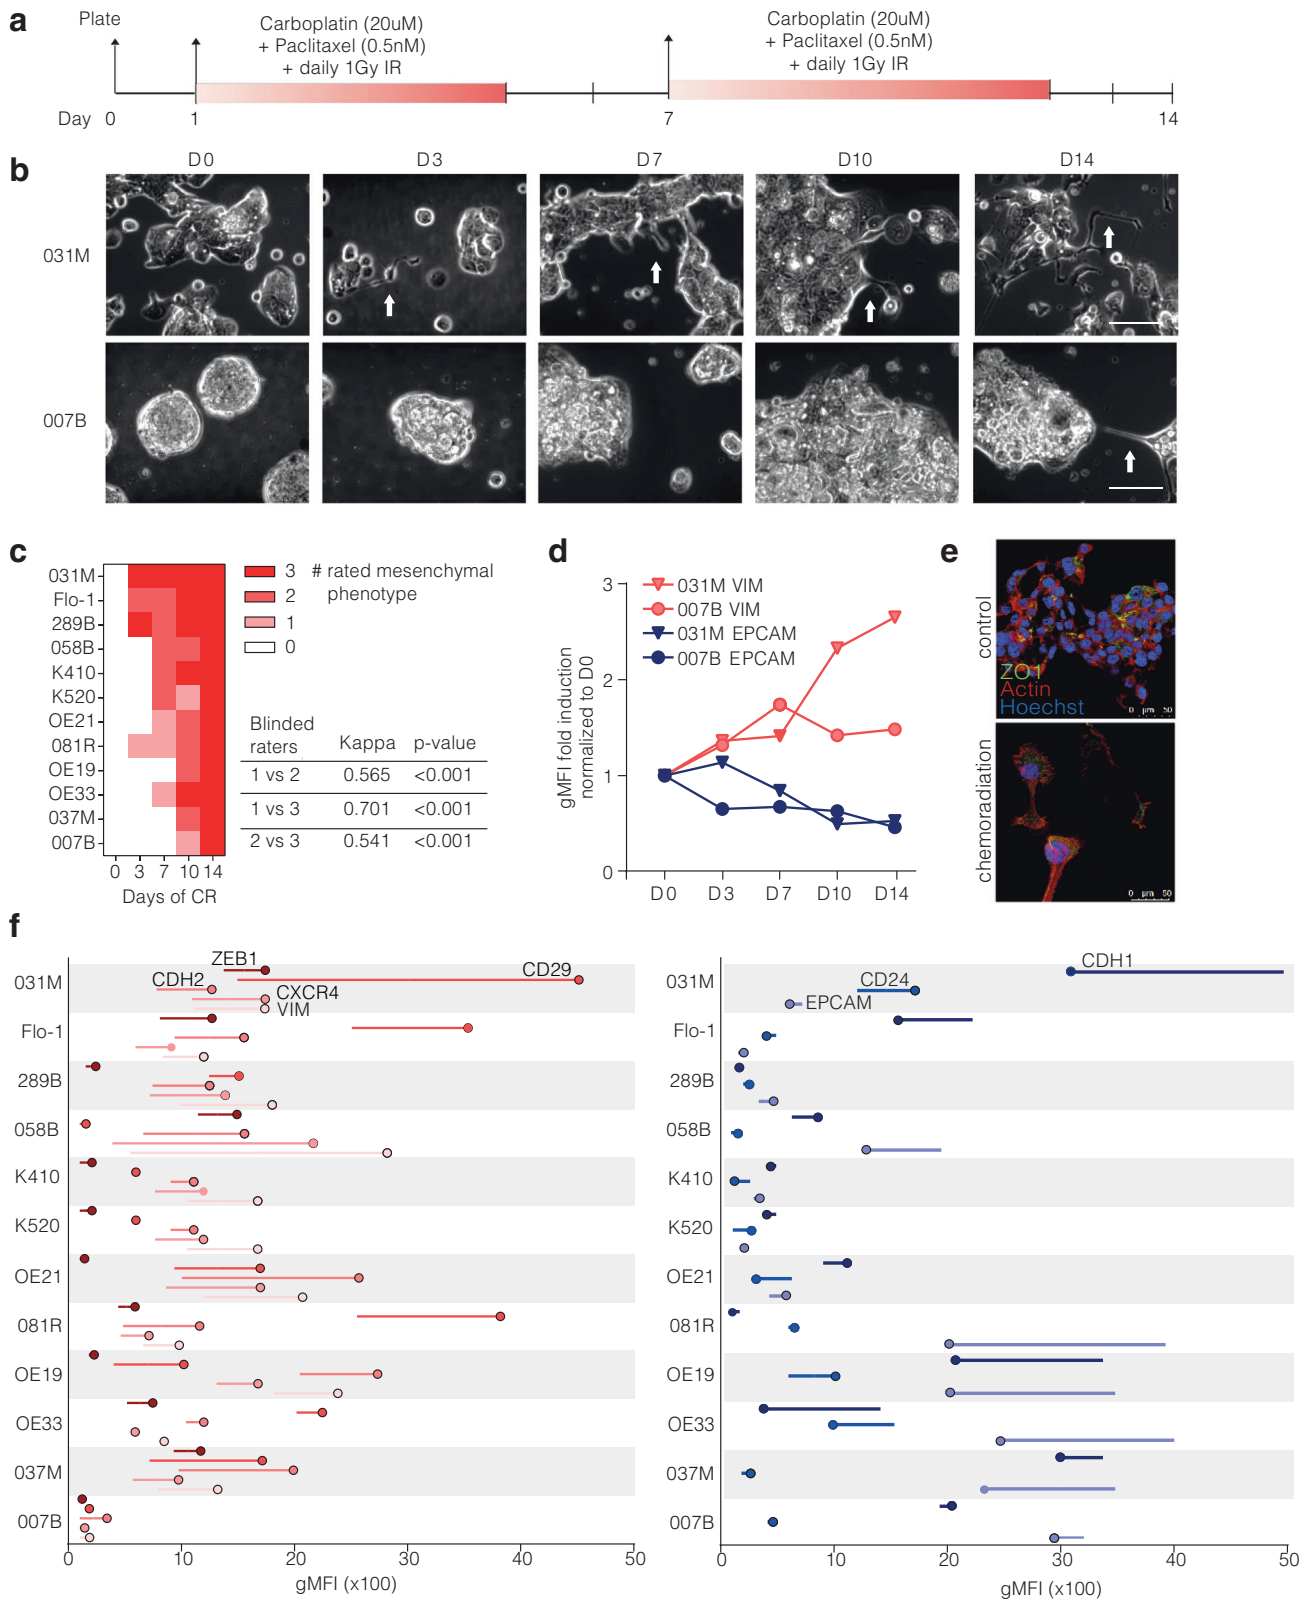 a
Plate
Carboplatin (20uM)
+ Paclitaxel (0.5nM)
+ daily 1Gy IR
Carboplatin (20uM)
+ Paclitaxel (0.5nM)
+ daily 1Gy IR
Day 0 1 7 14
b
D0 D3 D7 D10 D14
031M
007B
c
031M
Flo-1
289B
058B
K410
K520
OE21
081R
OE19
OE33
037M
007B
0 3 7 10 14
Days of CR
3 # rated mesenchymal
2 phenotype
1
0
Blinded
raters Kappa p-value
1 vs 2 0.565 <0.001
1 vs 3 0.701 <0.001
2 vs 3 0.541 <0.001
d
gMFI fold induction
normalized to D0
3
2
1
0
031M VIM
007B VIM
031M EPCAM
007B EPCAM
D0 D3 D7 D10 D14
e
control
ZO1
Actin
Hoechst
0 µm 50
chemoradiation
0 µm 50
f
031M
Flo-1
289B
058B
K410
K520
OE21
081R
OE19
OE33
037M
007B
ZEB1
CD29
CDH2
CXCR4
VIM
0 10 20 30 40 50
gMFI (x100)
031M
Flo-1
289B
058B
K410
K520
OE21
081R
OE19
OE33
037M
007B
CDH1
CD24
EPCAM
0 10 20 30 40 50
gMFI (x100)